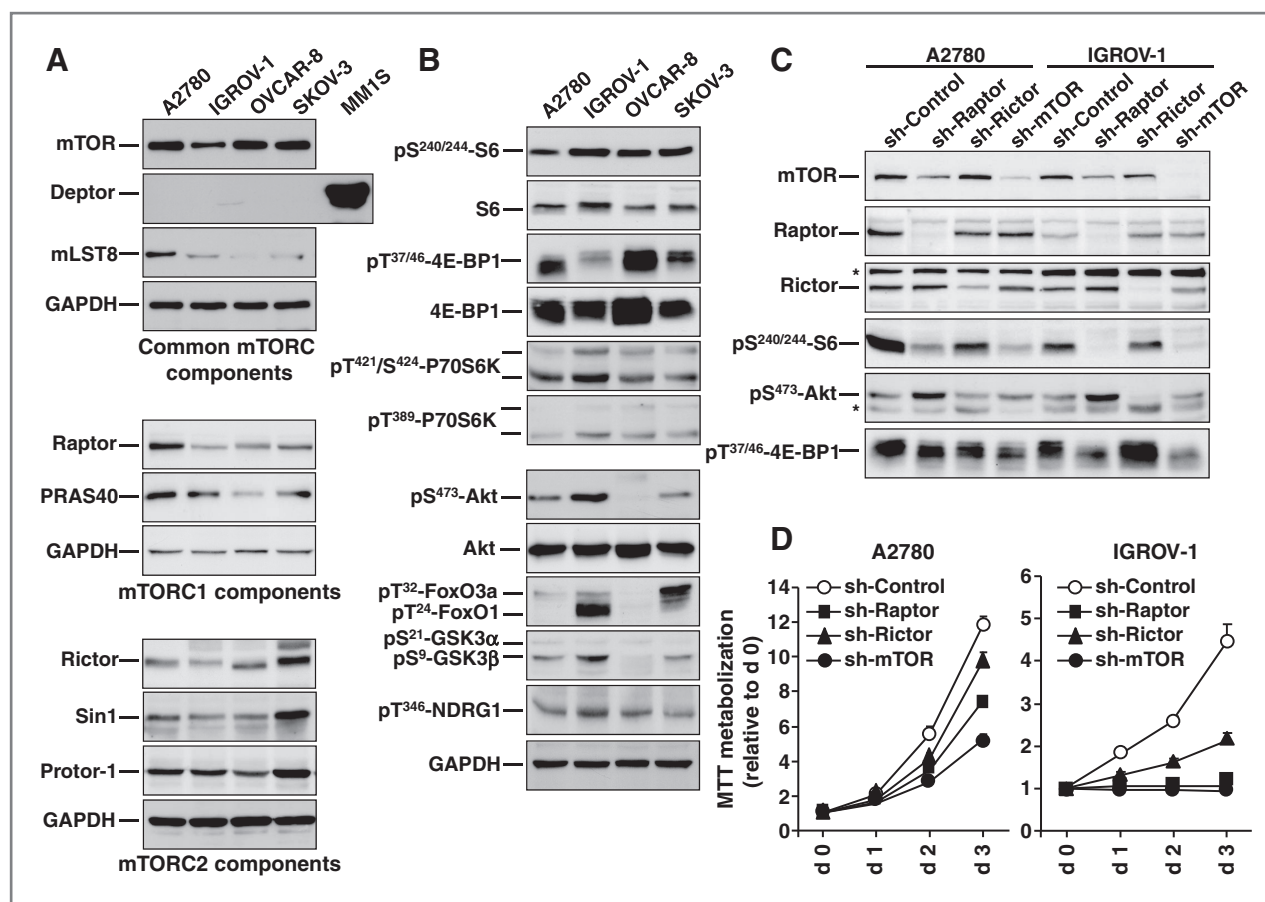 A
A2780
IGROV-1
OVCAR-8
SKOV-3
MM1S
mTOR
Deptor
mLST8
GAPDH
Common mTORC
components
Raptor
PRAS40
GAPDH
mTORC1 components
Rictor
Sin1
Protor-1
GAPDH
mTORC2 components
B
A2780
IGROV-1
OVCAR-8
SKOV-3
pS240/244-S6
S6
pT37/46-4E-BP1
4E-BP1
pT421/S424-P70S6K
pT389-P70S6K
pS473-Akt
Akt
pT32-FoxO3a
pT24-FoxO1
pS21-GSK3α
pS9-GSK3β
pT346-NDRG1
GAPDH
C
A2780 IGROV-1
sh-Control
sh-Raptor
sh-Rictor
sh-mTOR
sh-Control
sh-Raptor
sh-Rictor
sh-mTOR
mTOR
Raptor
*
Rictor
pS240/244-S6
pS473-Akt
*
pT37/46-4E-BP1
D
A2780
MTT metabolization
(relative to d 0)
14
12
10
8
6
4
2
0
sh-Control
sh-Raptor
sh-Rictor
sh-mTOR
d 0
d 1
d 2
d 3
IGROV-1
6
5
4
3
2
1
0
sh-Control
sh-Raptor
sh-Rictor
sh-mTOR
d 0
d 1
d 2
d 3